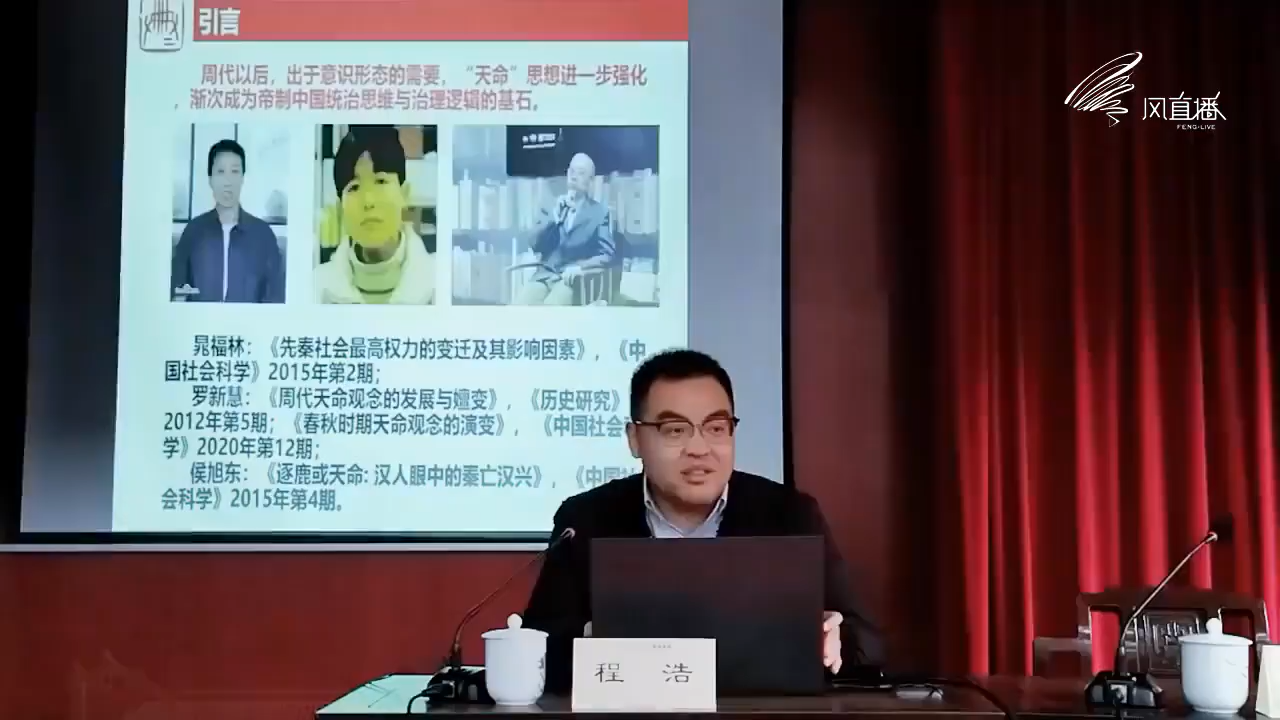 引言
周代以后，出于意识形态的需要，“天命”思想进一步强化
，渐次成为帝制中国统治思维与治理逻辑的基石。
晁福林：《先秦社会最高权力的变迁及其影响因素》，《中
国社会科学》2015年第2期；
罗新慧：《周代天命观念的发展与嬗变》，《历史研究》
2012年第5期；《春秋时期天命观念的演变》，《中国社会
学》2020年第12期；
侯旭东：《逐鹿或天命: 汉人眼中的秦亡汉兴》，《中国
会科学》2015年第4期。
风直播
FENG·LIVE
程 浩